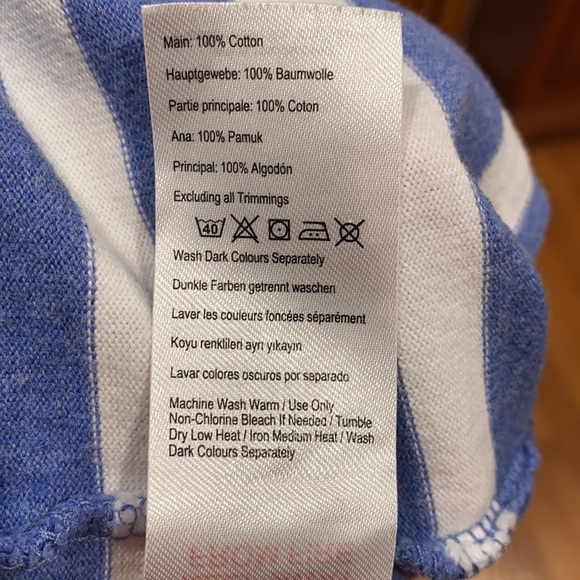 Main: 100% Cotton
Hauptgewebe: 100% Baumwolle
Partie principale: 100% Coton
Ana: 100% Pamuk
Principal: 100% Algodón
Excluding all Trimmings
40
Wash Dark Colours Separately
Dunkle Farben getrennt waschen
Laver les couleurs foncées séparément
Koyu renklileri ayrı yıkayın
Lavar colores oscuros por separado
Machine Wash Warm / Use Only
Non-Chlorine Bleach If Needed / Tumble
Dry Low Heat / Iron Medium Heat / Wash
Dark Colours Separately